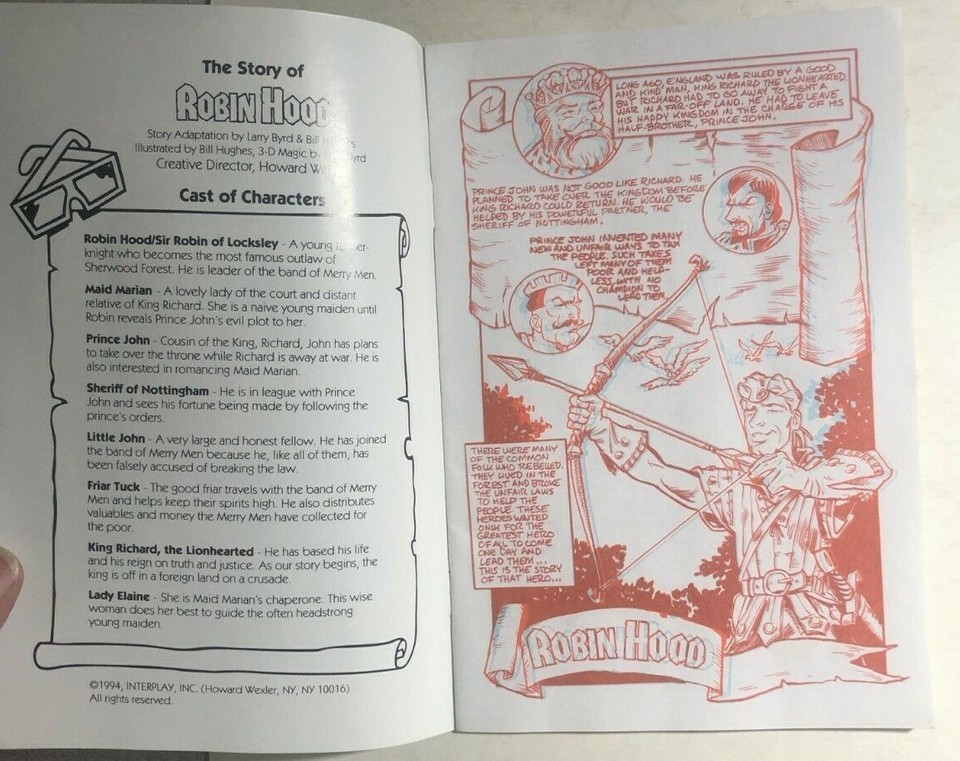 The Story of
ROBIN HOOD
Story Adaptation by Larry Byrd & Bill
Illustrated by Bill Hughes, 3-D Magic by Byrd
Creative Director, Howard
Cast of Characters
Robin Hood/Sir Robin of Locksley - A young
knight who becomes the most famous outlaw of
Sherwood Forest. He is leader of the band of Merry Men.
Maid Marian - A lovely lady of the court and distant
relative of King Richard. She is a naive young maiden until
Robin reveals Prince John's evil plot to her.
Prince John - Cousin of the King, Richard, John has plans
to take over the throne while Richard is away at war. He is
also interested in romancing Maid Marian.
Sheriff of Nottingham - He is in league with Prince
John and sees his fortune being made by following the
prince's orders.
Little John - A very large and honest fellow. He has joined
the band of Merry Men because he, like all of them, has
been falsely accused of breaking the law.
Friar Tuck - The good friar travels with the band of Merry
Men and helps keep their spirits high. He also distributes
valuables and money the Merry Men have collected for
the poor.
King Richard, the Lionhearted - He has based his life
and his reign on truth and justice. As our story begins, the
king is off in a foreign land on a crusade.
Lady Elaine - She is Maid Marian's chaperone. This wise
woman does her best to guide the often headstrong
young maiden.
©1994, INTERPLAY, INC. (Howard Wexler, NY, NY 10016)
All rights reserved.
LONG AGO, ENGLAND WAS RULED BY A GOOD
AND KIND MAN, KING RICHARD THE LIONHEARTED.
BUT RICHARD HAD TO GO AWAY TO FIGHT A
WAR IN A FAR-OFF LAND. HE HAD TO LEAVE
HIS HAPPY KINGDOM IN THE CHARGE OF HIS
HALF-BROTHER, PRINCE JOHN.
PRINCE JOHN WAS NOT GOOD LIKE RICHARD. HE
PLANNED TO TAKE OVER THE KINGDOM BEFORE
KING RICHARD COULD RETURN. HE WOULD BE
HELPED BY HIS POWERFUL PARTNER, THE
SHERIFF OF NOTTINGHAM.
PRINCE JOHN INVENTED MANY
NEW AND UNFAIR WAYS TO TAX
THE PEOPLE. SUCH TAXES
LEFT MANY OF THEM
POOR AND HELP-
LESS, WITH NO
CHAMPION TO
LEAD THEM.
THERE WERE MANY
OF THE COMMON
FOLK WHO REBELLED.
THEY LIVED IN THE
FOREST AND BROKE
THE UNFAIR LAWS
TO HELP THE
PEOPLE. THESE
HEROES WAITED
ONLY FOR THE
GREATEST HERO
OF ALL TO COME
ONE DAY AND
LEAD THEM...
THIS IS THE STORY
OF THAT HERO...
ROBIN HOOD